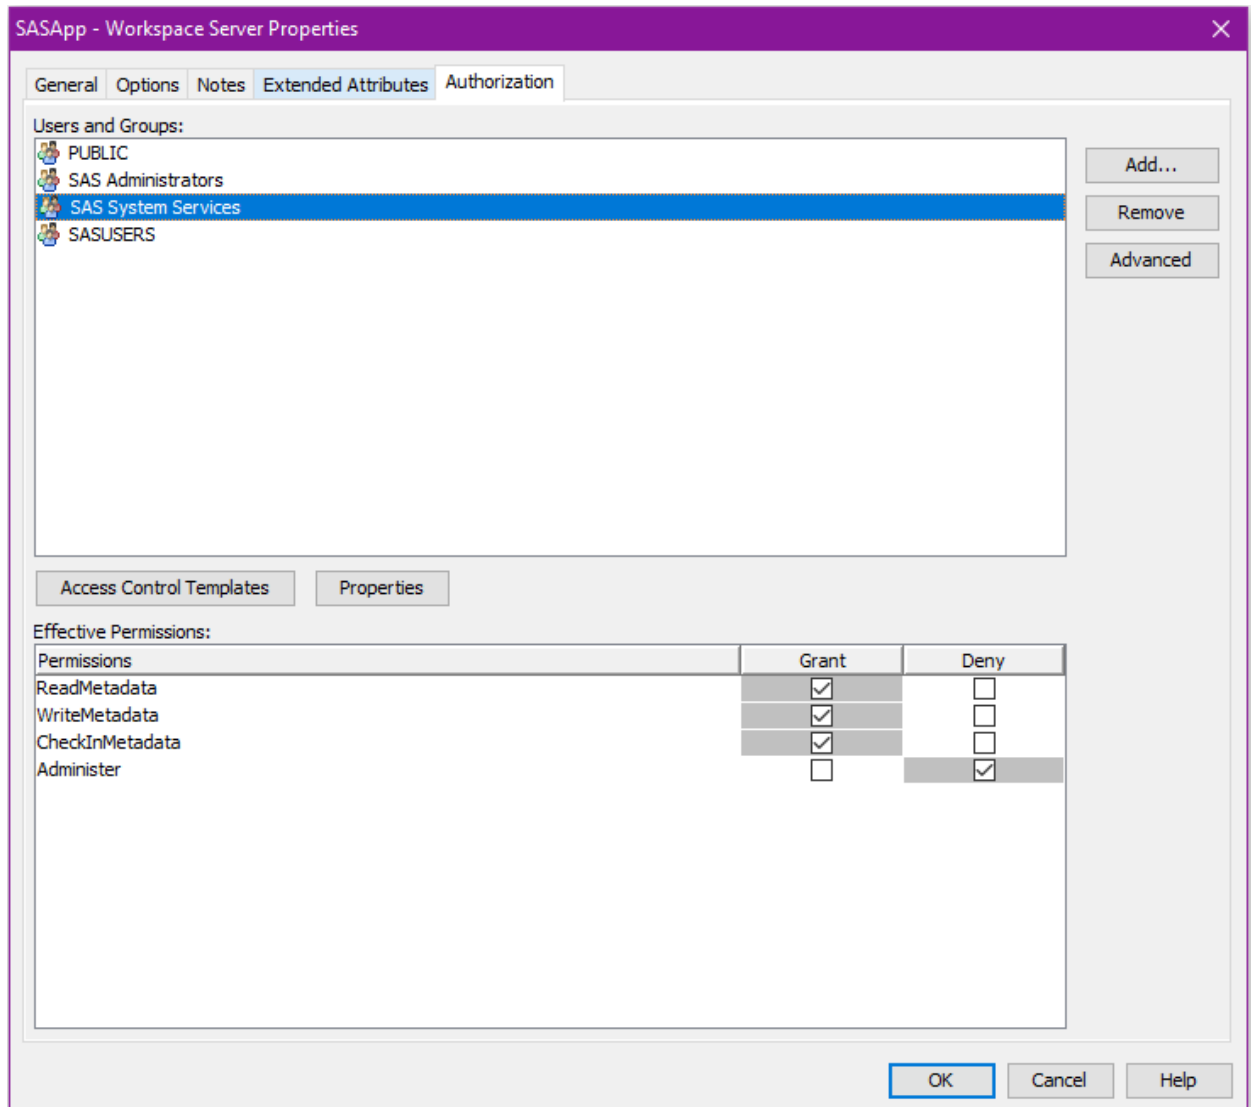 SASApp - Workspace Server Properties
General Options Notes Extended Attributes Authorization
Users and Groups:
PUBLIC
SAS Administrators
SAS System Services
SASUSERS
Add...
Remove
Advanced
Access Control Templates Properties
Effective Permissions:
Permissions Grant Deny
ReadMetadata
WriteMetadata
CheckInMetadata
Administer
OK Cancel Help